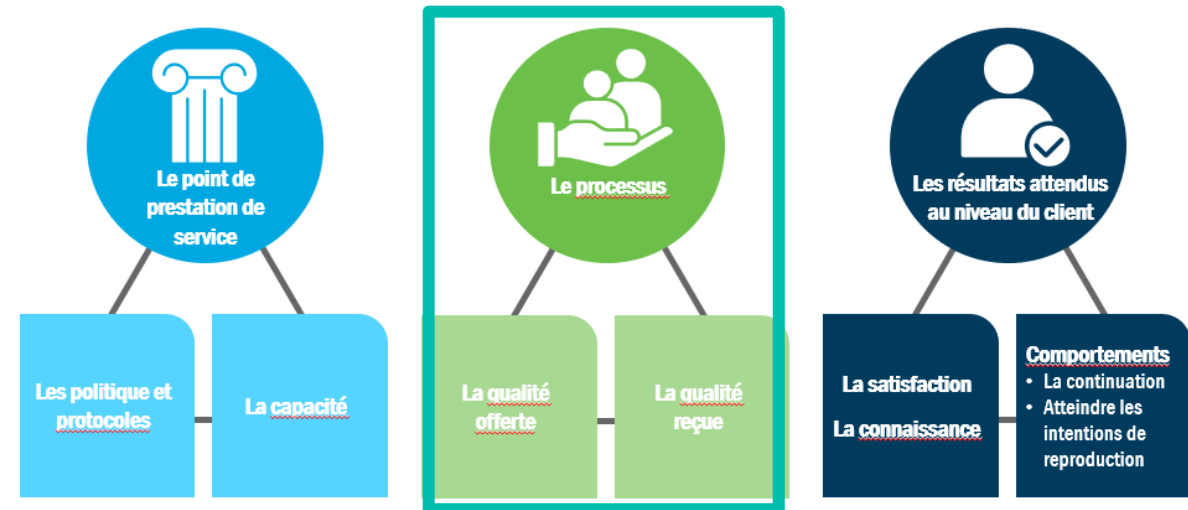 Le point de
prestation de
service
Les politique et
protocoles
La capacité
Le processus
La qualité
offerte
La qualité
reçue
Les résultats attendus
au niveau du client
La satisfaction
La connaissance
Comportements
• La continuation
• Atteindre les
intentions de
reproduction